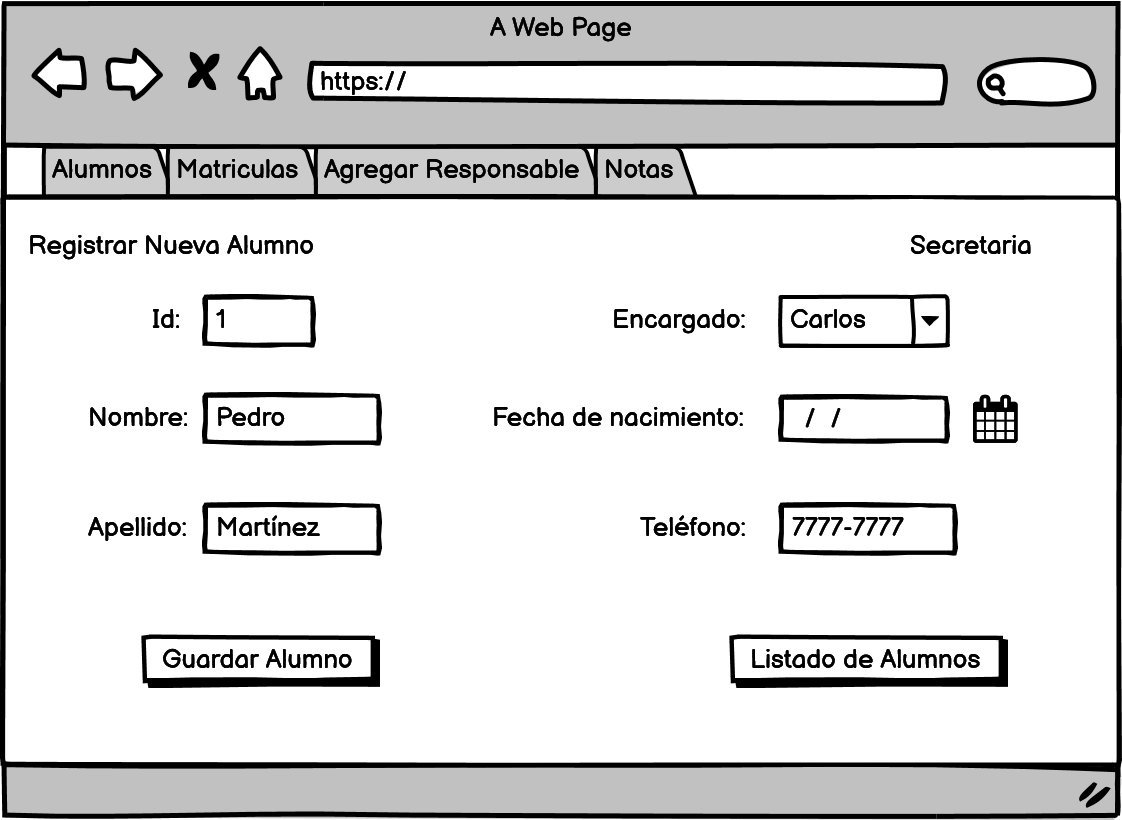 A Web Page
https://
Alumnos Matriculas Agregar Responsable Notas
Registrar Nueva Alumno Secretaria
Id: 1 Encargado: Carlos
Nombre: Pedro Fecha de nacimiento: / /
Apellido: Martínez Teléfono: 7777-7777
Guardar Alumno Listado de Alumnos